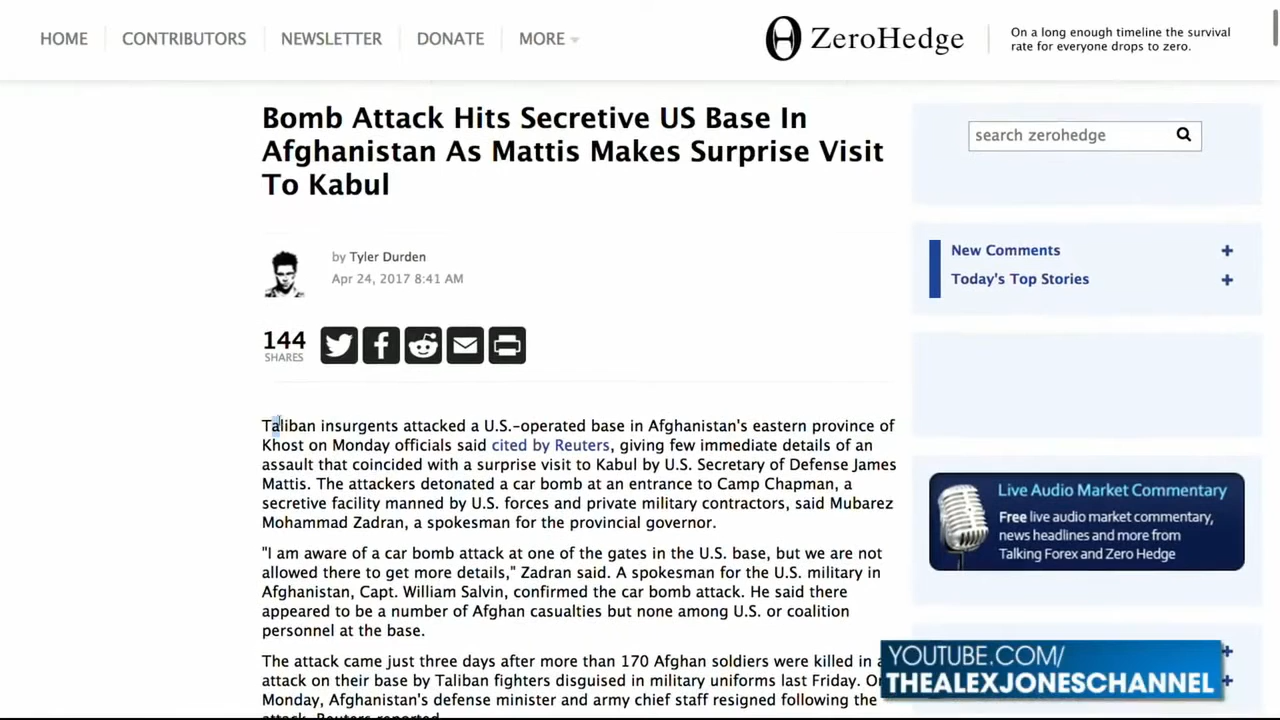 HOME
CONTRIBUTORS
NEWSLETTER
DONATE
MORE
ZeroHedge
On a long enough timeline the survival
rate for everyone drops to zero.
Bomb Attack Hits Secretive US Base In
Afghanistan As Mattis Makes Surprise Visit
To Kabul
search zerohedge
by Tyler Durden
Apr 24, 2017 8:41 AM
New Comments
Today's Top Stories
144
SHARES
Taliban insurgents attacked a U.S.-operated base in Afghanistan's eastern province of
Khost on Monday officials said cited by Reuters, giving few immediate details of an
assault that coincided with a surprise visit to Kabul by U.S. Secretary of Defense James
Mattis. The attackers detonated a car bomb at an entrance to Camp Chapman, a
secretive facility manned by U.S. forces and private military contractors, said Mubarez
Mohammad Zadran, a spokesman for the provincial governor.
"I am aware of a car bomb attack at one of the gates in the U.S. base, but we are not
allowed there to get more details," Zadran said. A spokesman for the U.S. military in
Afghanistan, Capt. William Salvin, confirmed the car bomb attack. He said there
appeared to be a number of Afghan casualties but none among U.S. or coalition
personnel at the base.
The attack came just three days after more than 170 Afghan soldiers were killed in
attack on their base by Taliban fighters disguised in military uniforms last Friday.
Monday, Afghanistan's defense minister and army chief staff resigned following the
attack, Reuters reported.
Live Audio Market Commentary
Free live audio market commentary,
news headlines and more from
Talking Forex and Zero Hedge
YOUTUBE.COM/
THEALEXJONESCHANNEL